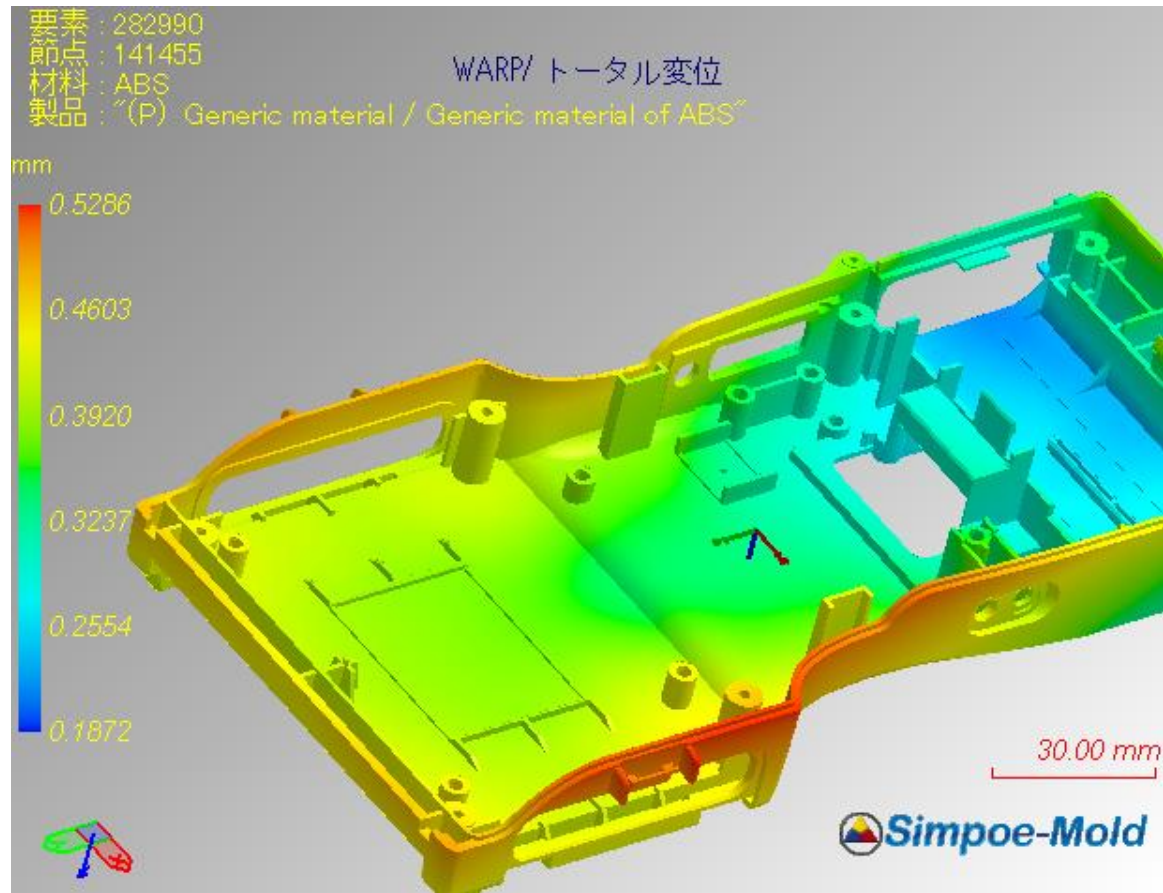 要素 : 282990
節点 : 141455
材料 : ABS
製品 : "(P) Generic material / Generic material of ABS"
WARP/ トータル変位
mm
0.5286
0.4603
0.3920
0.3237
0.2554
0.1872
30.00 mm
Simpoe-Mold